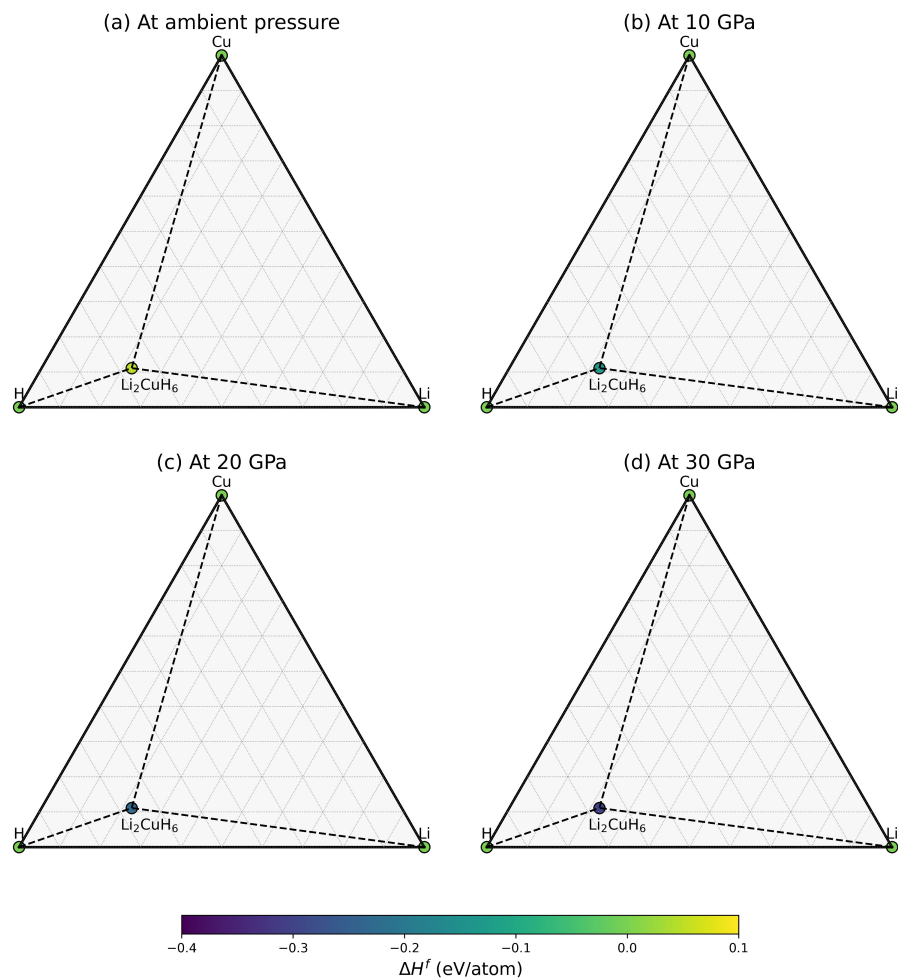 (a) At ambient pressure
Cu
H
Li
Li₂CuH₆
(b) At 10 GPa
Cu
H
Li
Li₂CuH₆
(c) At 20 GPa
Cu
H
Li
Li₂CuH₆
(d) At 30 GPa
Cu
H
Li
Li₂CuH₆
−0.4 −0.3 −0.2 −0.1 0.0 0.1
ΔHᶠ (eV/atom)